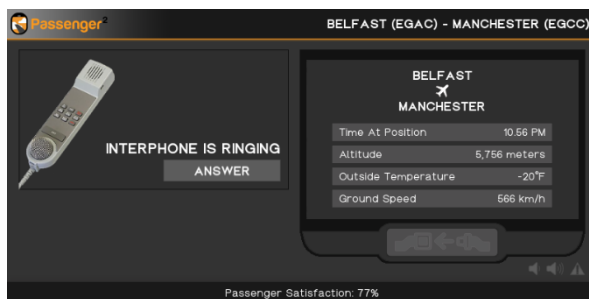 Passenger²
BELFAST (EGAC) - MANCHESTER (EGCC)
INTERPHONE IS RINGING
ANSWER
BELFAST
MANCHESTER
Time At Position 10.56 PM
Altitude 5,756 meters
Outside Temperature -20°F
Ground Speed 566 km/h
Passenger Satisfaction: 77%